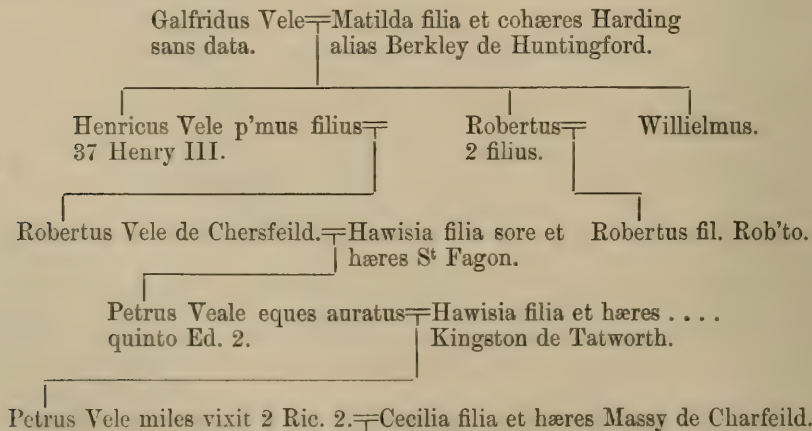 Galfridus Vele Matilda filia et cohæres Harding
sans data. alias Berkley de Huntingford.
Henricus Vele p'mus filius Robertus Willielmus.
37 Henry III. 2 filius.
Robertus Vele de Chersfeild. Hawisia filia sore et Robertus fil. Rob'to.
hæres Sᵗ Fagon.
Petrus Veale eques auratus Hawisia filia et hæres ....
quinto Ed. 2. Kingston de Tatworth.
Petrus Vele miles vixit 2 Ric. 2. Cecilia filia et hæres Massy de Charfeild.